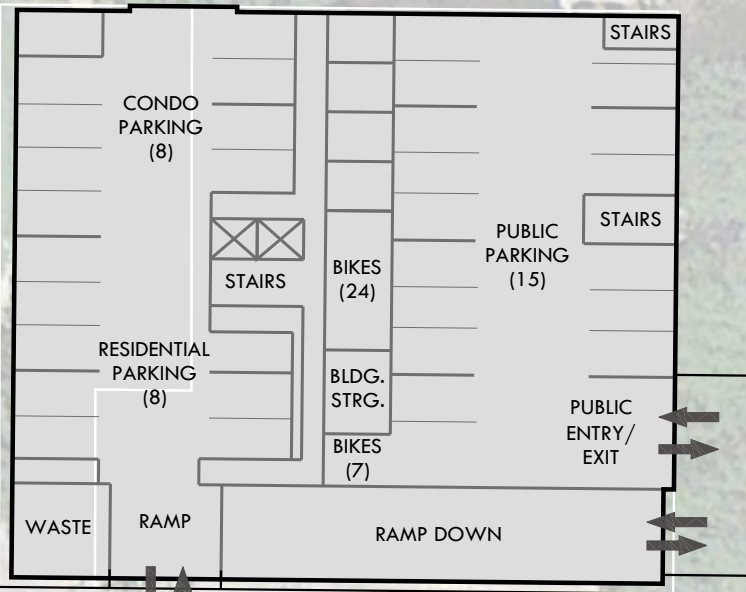 STAIRS
CONDO
PARKING
(8)
STAIRS
PUBLIC
PARKING
(15)
BIKES
(24)
STAIRS
RESIDENTIAL
PARKING
(8)
BLDG.
STRG.
PUBLIC
ENTRY/
EXIT
BIKES
(7)
WASTE
RAMP
RAMP DOWN